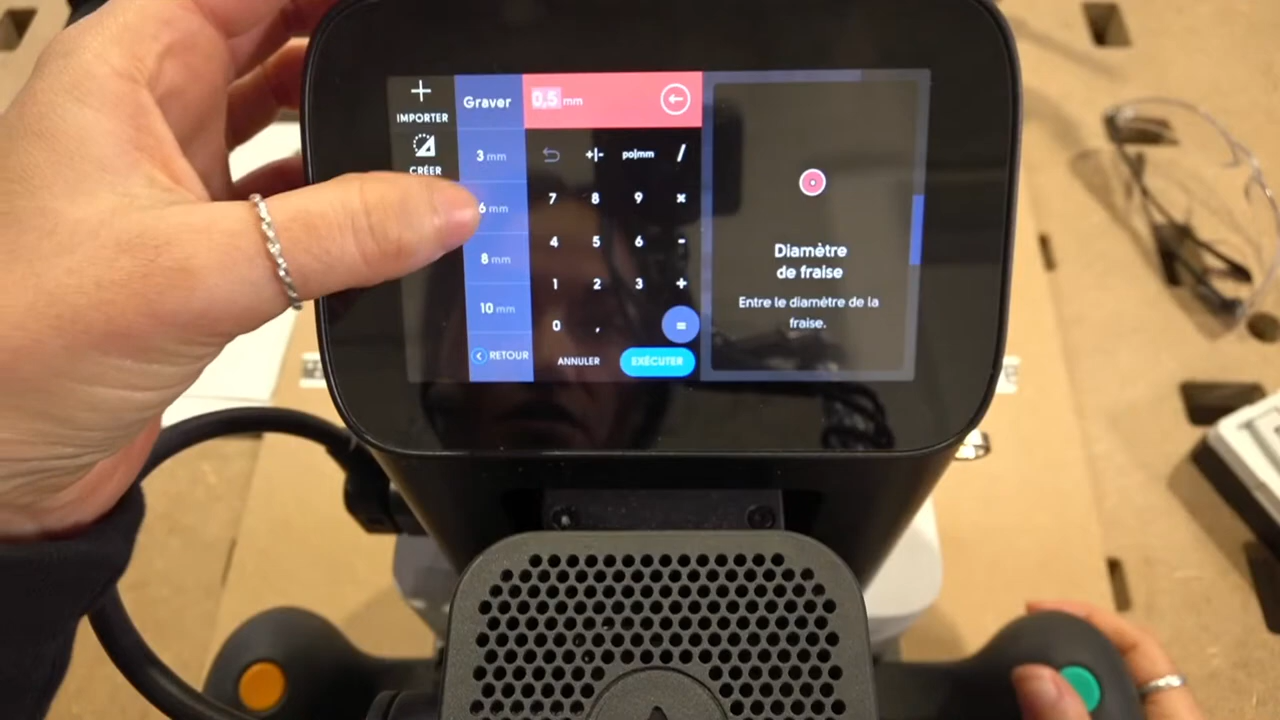 IMPORTER
CRÉER
Graver
3 mm
6 mm
8 mm
10 mm
RETOUR
0,5 mm
+|- po|mm /
7 8 9 ×
4 5 6 -
1 2 3 +
0 , =
ANNULER EXÉCUTER
Diamètre
de fraise
Entre le diamètre de la
fraise.